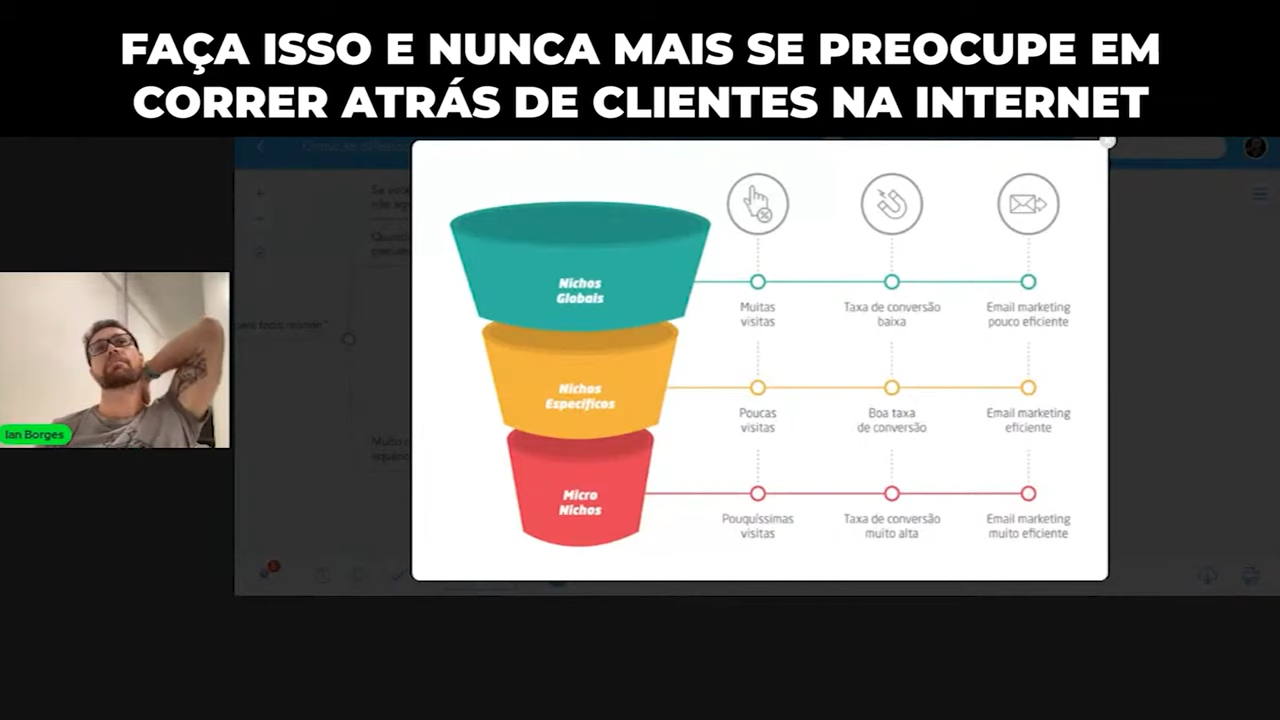 FAÇA ISSO E NUNCA MAIS SE PREOCUPE EM
CORRER ATRÁS DE CLIENTES NA INTERNET
Nichos
Globais
Muitas
visitas
Taxa de conversão
baixa
Email marketing
pouco eficiente
Nichos
Específicos
Poucas
visitas
Boa taxa
de conversão
Email marketing
eficiente
Micro
Nichos
Pouquíssimas
visitas
Taxa de conversão
muito alta
Email marketing
muito eficiente
Ian Borges